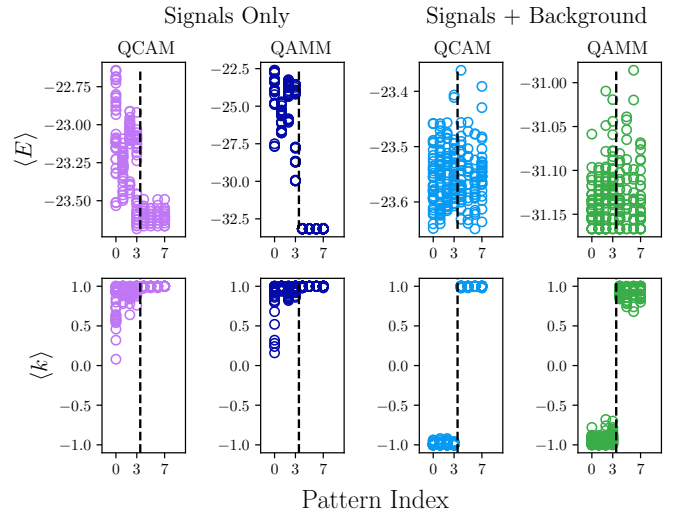 Signals Only Signals + Background
QCAM QAMM QCAM QAMM
⟨E⟩
−22.75
−23.00
−23.25
−23.50
0 3 7
−22.5
−25.0
−27.5
−30.0
−32.5
0 3 7
−23.4
−23.5
−23.6
0 3 7
−31.00
−31.05
−31.10
−31.15
0 3 7
⟨k⟩
1.0
0.5
0.0
−0.5
−1.0
0 3 7
1.0
0.5
0.0
−0.5
−1.0
0 3 7
1.0
0.5
0.0
−0.5
−1.0
0 3 7
1.0
0.5
0.0
−0.5
−1.0
0 3 7
Pattern Index